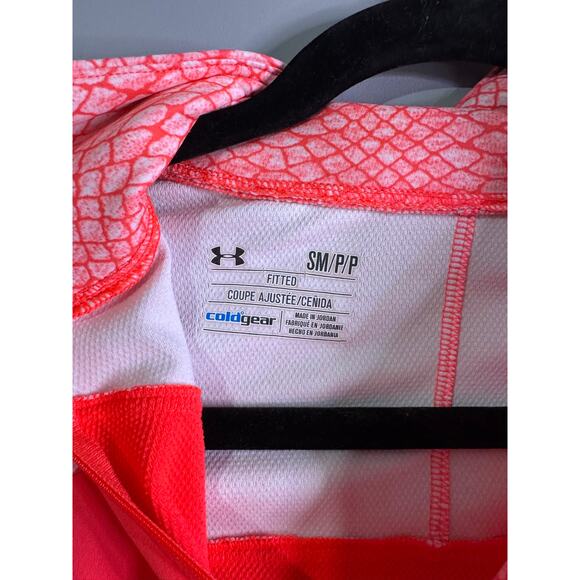 SM/P/P
FITTED
COUPE AJUSTÉE/CEÑIDA
coldgear
MADE IN JORDAN
FABRIQUÉ EN JORDANIE
HECHO EN JORDANIA